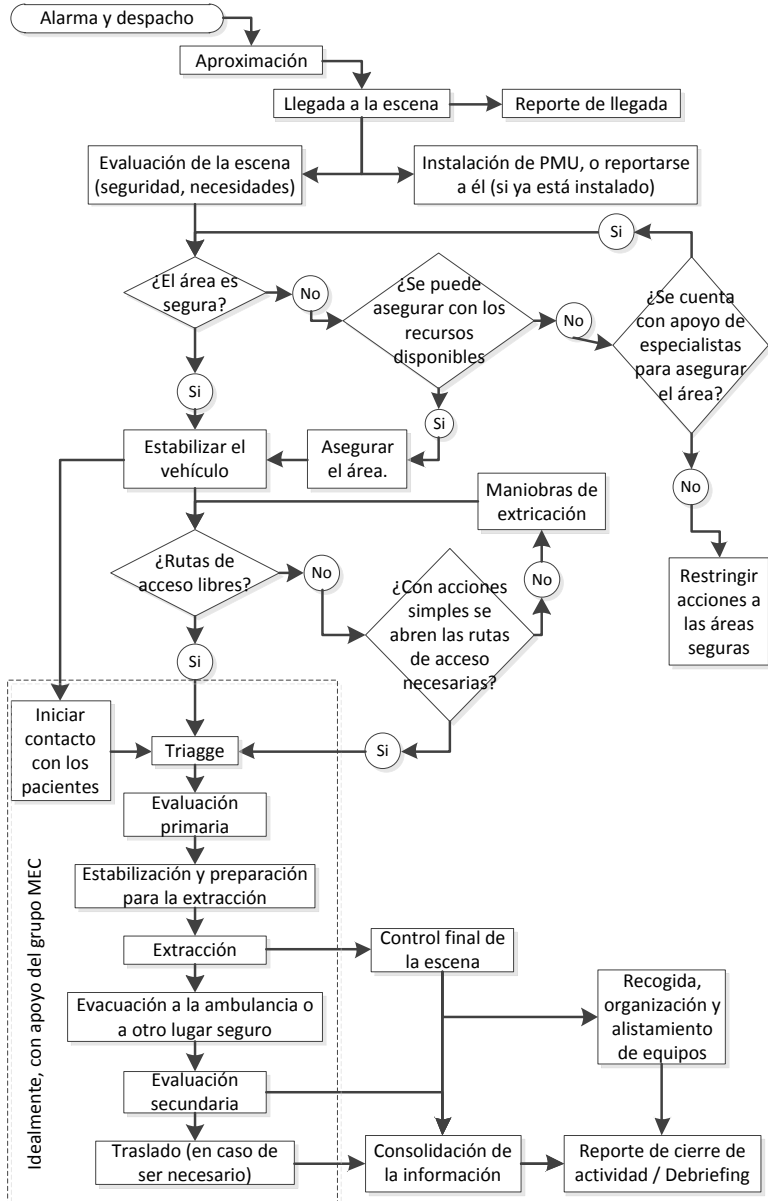 Alarma y despacho
Aproximación
Llegada a la escena
Reporte de llegada
Evaluación de la escena
(seguridad, necesidades)
Instalación de PMU, o reportarse
a él (si ya está instalado)
Si
¿El área es
segura?
No
¿Se puede
asegurar con los
recursos
disponibles
No
¿Se cuenta
con apoyo de
especialistas
para asegurar
el área?
Si
Si
Estabilizar el
vehículo
Asegurar
el área.
No
Maniobras de
extricación
¿Rutas de
acceso libres?
No
¿Con acciones
simples se
abren las rutas
de acceso
necesarias?
No
Restringir
acciones a
las áreas
seguras
Si
Iniciar
contacto
con los
pacientes
Triagge
Si
Evaluación
primaria
Estabilización y preparación
para la extracción
Extracción
Control final de
la escena
Evacuación a la ambulancia o
a otro lugar seguro
Recogida,
organización y
alistamiento
de equipos
Evaluación
secundaria
Traslado (en caso de
ser necesario)
Consolidación de
la información
Reporte de cierre de
actividad / Debriefing
Idealmente, con apoyo del grupo MEC